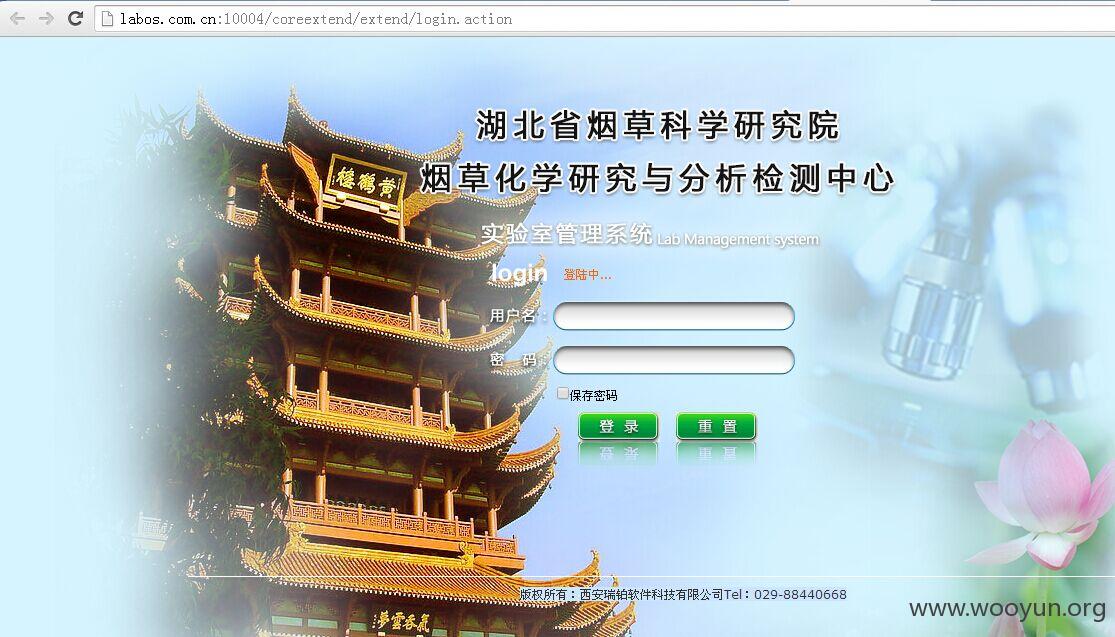 labos.com.cn:10004/coreextend/extend/login.action
湖北省烟草科学研究院
烟草化学研究与分析检测中心
黄鹤楼
实验室管理系统 Lab Management system
login 登陆中...
用户名：
密 码：
保存密码
登 录 重 置
版权所有：西安瑞铂软件科技有限公司Tel：029-88440668
氣吞雲夢
www.wooyun.org